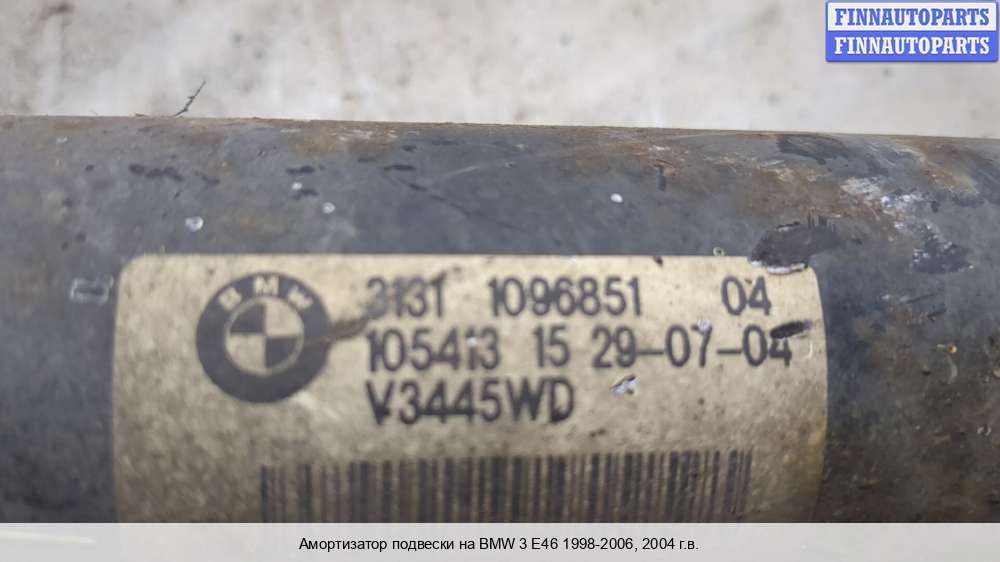 FINNAUTOPARTS
FINNAUTOPARTS
BMW
3131 1096851 04
105413 15 29-07-04
V3445WD
Амортизатор подвески на BMW 3 E46 1998-2006, 2004 г.в.